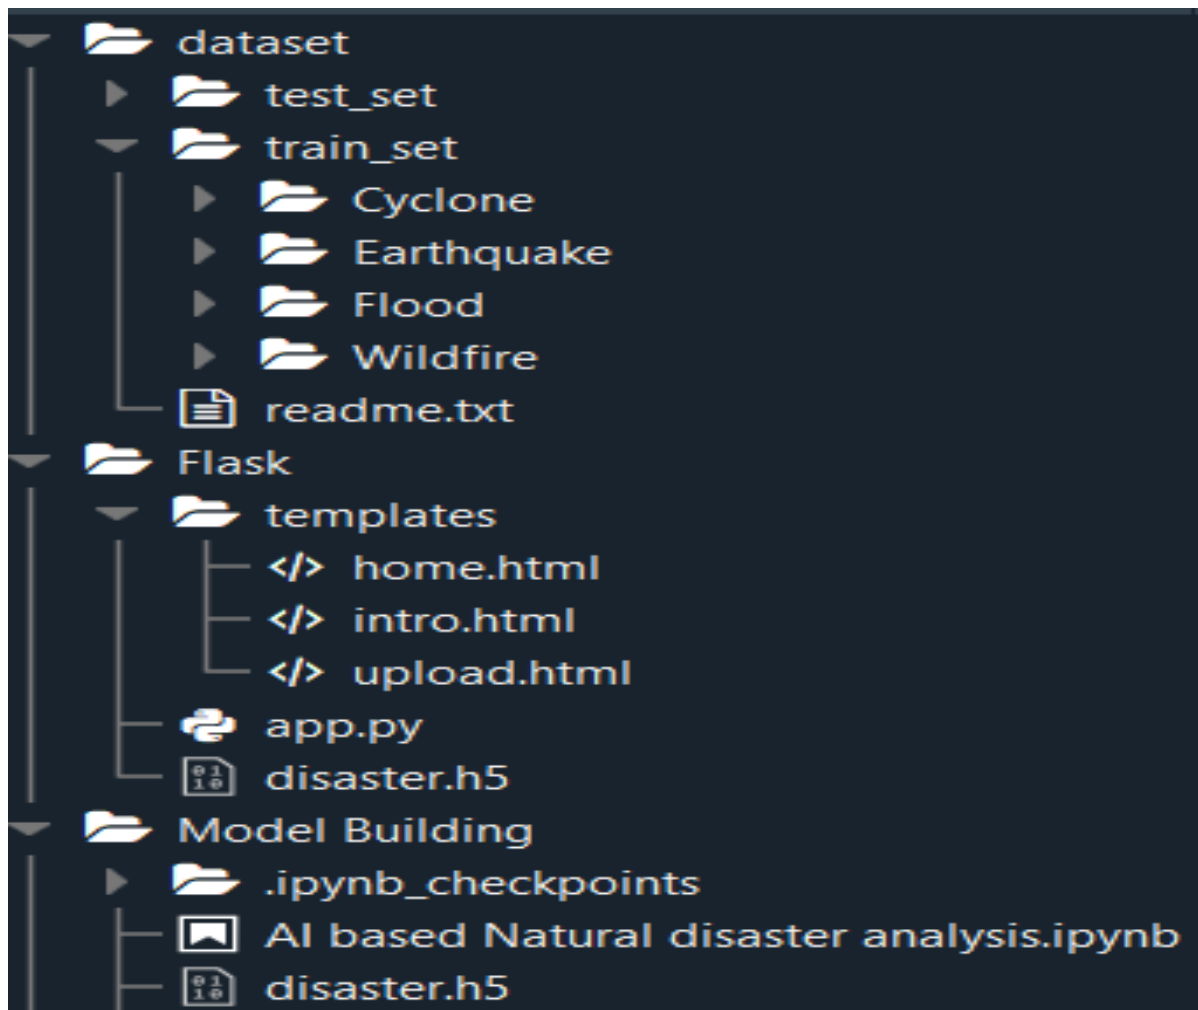 dataset
test_set
train_set
Cyclone
Earthquake
Flood
Wildfire
readme.txt
Flask
templates
</> home.html
</> intro.html
</> upload.html
app.py
disaster.h5
Model Building
.ipynb_checkpoints
AI based Natural disaster analysis.ipynb
disaster.h5